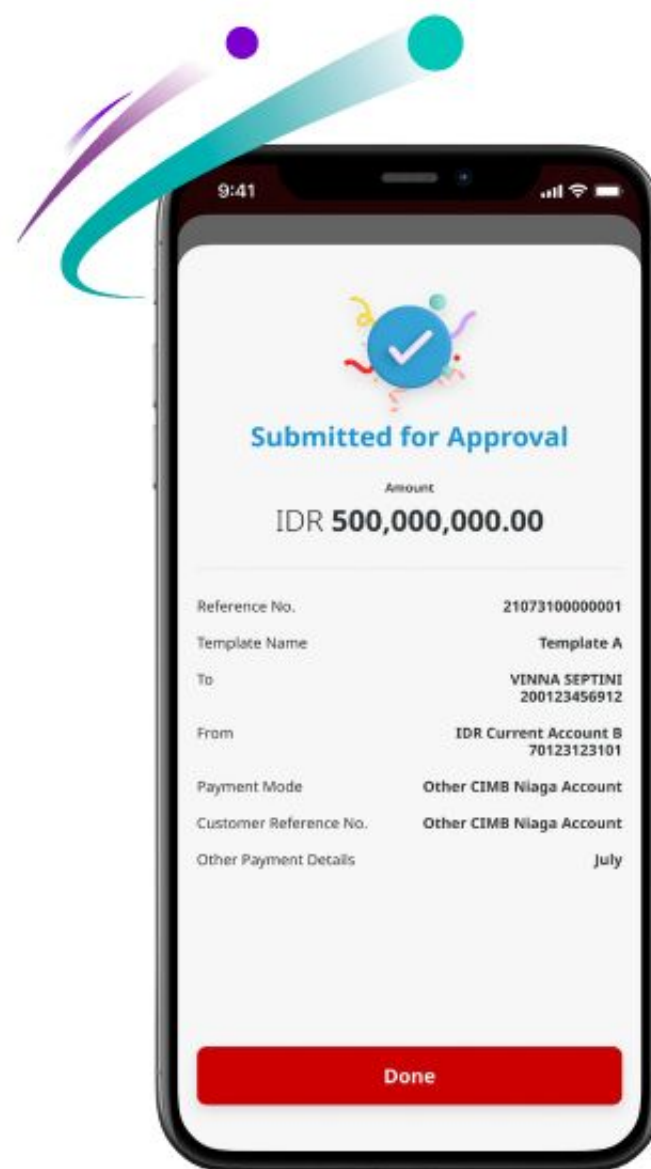 9:41
Submitted for Approval
Amount
IDR 500,000,000.00
Reference No. 21073100000001
Template Name Template A
To VINNA SEPTINI
200123456912
From IDR Current Account B
70123123101
Payment Mode Other CIMB Niaga Account
Customer Reference No. Other CIMB Niaga Account
Other Payment Details July
Done